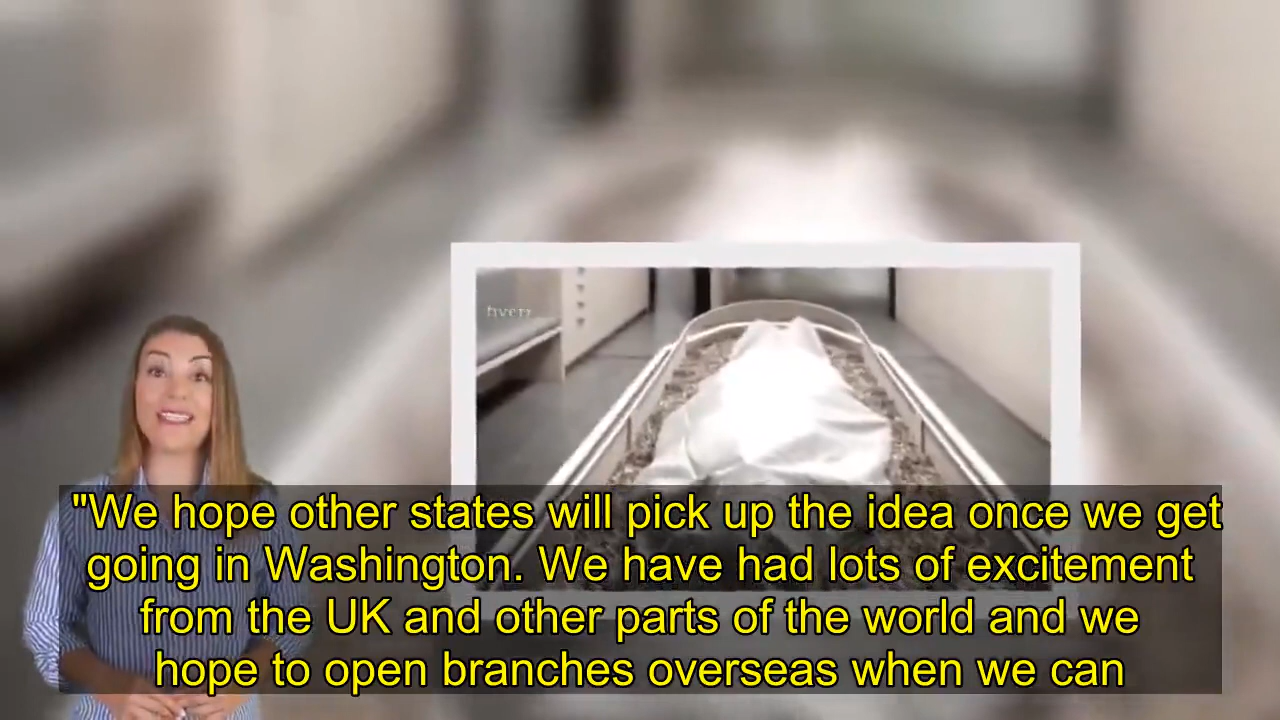 fiverr
"We hope other states will pick up the idea once we get
going in Washington. We have had lots of excitement
from the UK and other parts of the world and we
hope to open branches overseas when we can